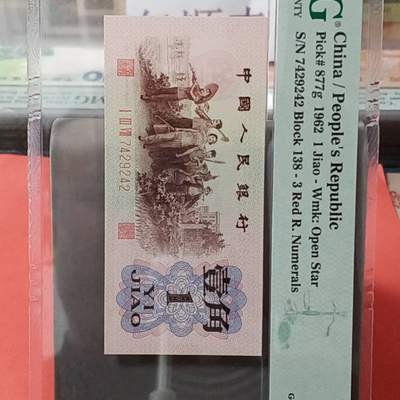 中國人民銀行
I III VIII 7429242
壹角
1
YI
JIAO
G
China / People's Republic
Pick# 877g 1962 1 Jiao - Wmk: Open Star
S/N 7429242 Block 138 - 3 Red R. Numerals